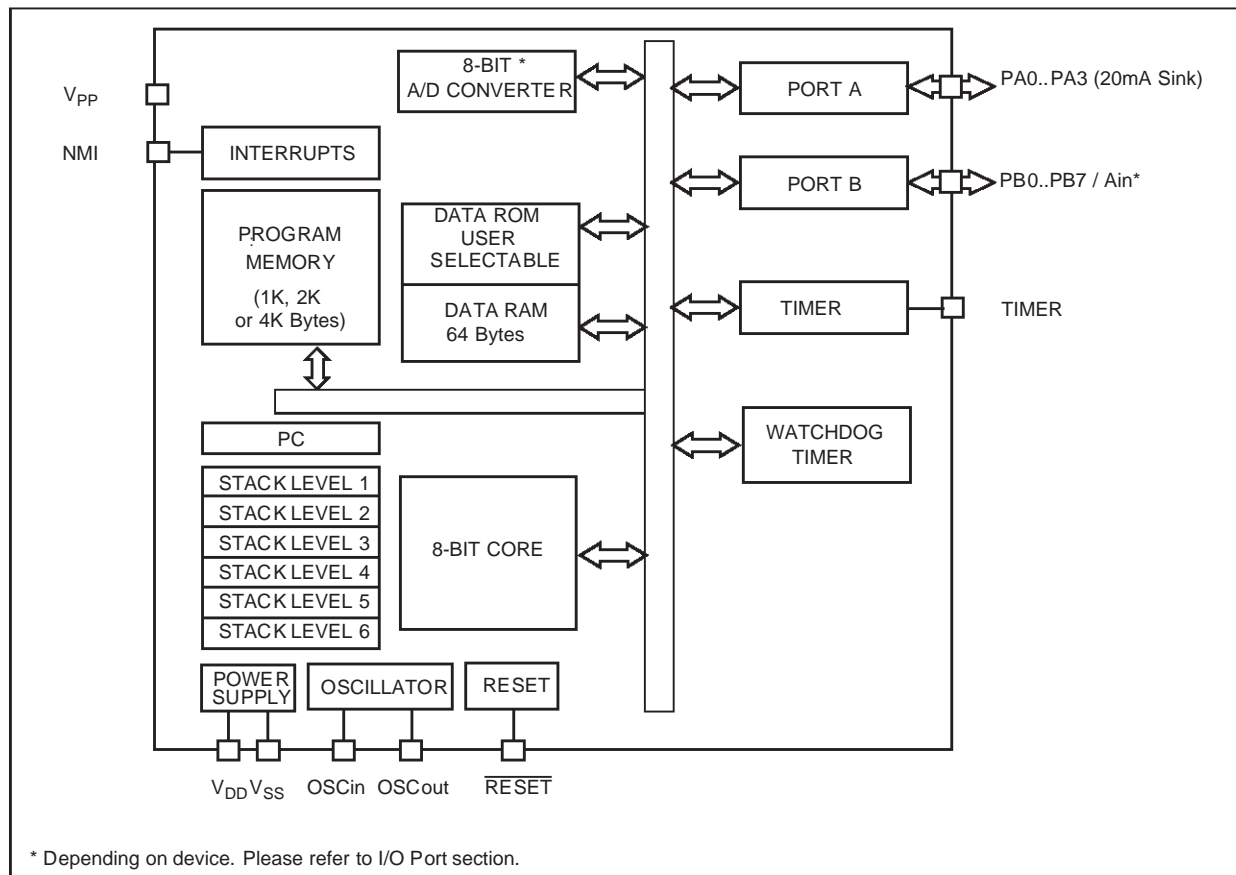 8-BIT *
A/D CONVERTER
PORT A
PA0..PA3 (20mA Sink)
VPP
NMI
INTERRUPTS
PORT B
PB0..PB7 / Ain*
PROGRAM
MEMORY
(1K, 2K
or 4K Bytes)
DATA ROM
USER
SELECTABLE
DATA RAM
64 Bytes
TIMER
TIMER
PC
WATCHDOG
TIMER
STACK LEVEL 1
STACK LEVEL 2
STACK LEVEL 3
STACK LEVEL 4
STACK LEVEL 5
STACK LEVEL 6
8-BIT CORE
POWER
SUPPLY
OSCILLATOR
RESET
VDD VSS OSCin OSCout RESET
* Depending on device. Please refer to I/O Port section.